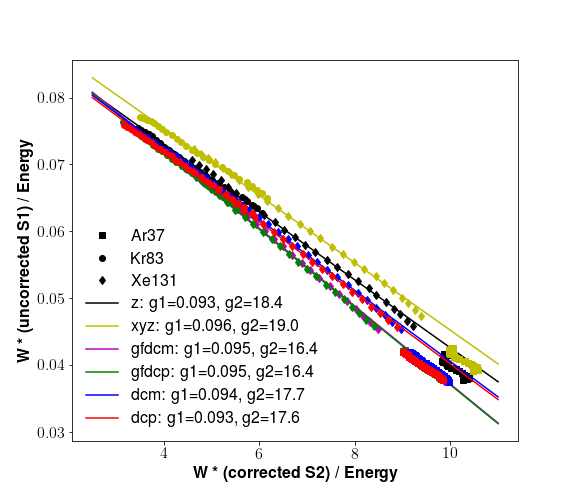 0.08
0.07
0.06
0.05
0.04
0.03
W * (uncorrected S1) / Energy
Ar37
Kr83
Xe131
z: g1=0.093, g2=18.4
xyz: g1=0.096, g2=19.0
gfdcm: g1=0.095, g2=16.4
gfdcp: g1=0.095, g2=16.4
dcm: g1=0.094, g2=17.7
dcp: g1=0.093, g2=17.6
4 6 8 10
W * (corrected S2) / Energy